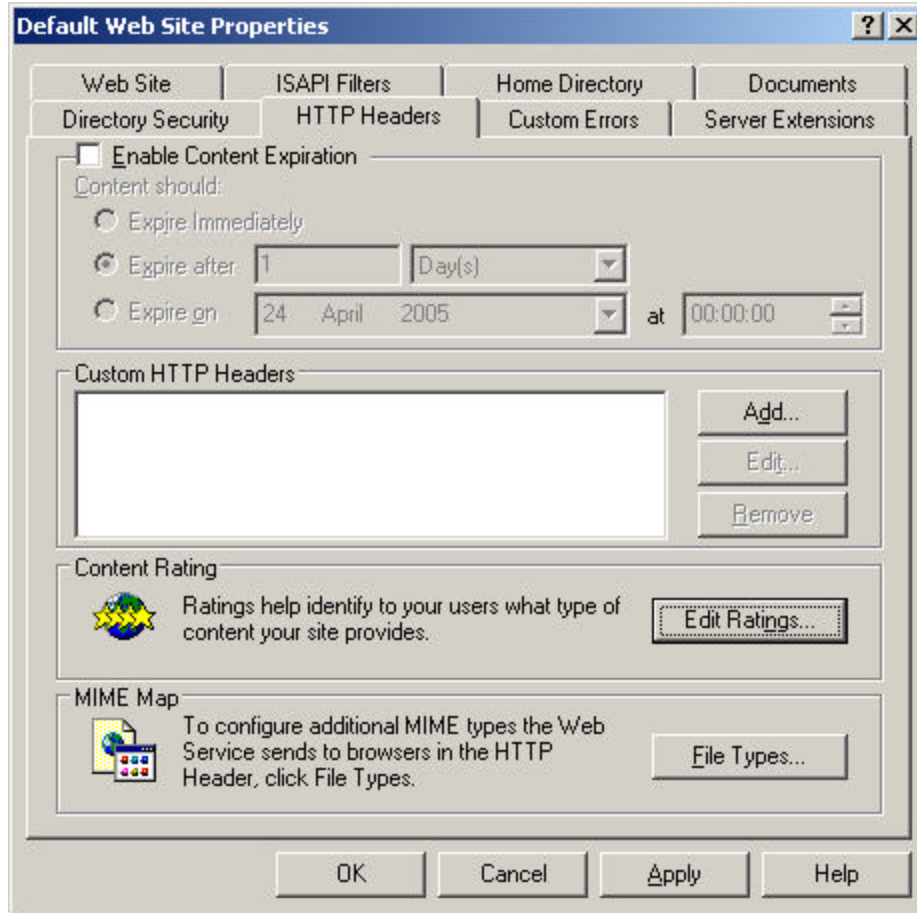 Default Web Site Properties
Web Site ISAPI Filters Home Directory Documents
Directory Security HTTP Headers Custom Errors Server Extensions
Enable Content Expiration
Content should:
Expire Immediately
Expire after 1 Day(s)
Expire on 24 April 2005 at 00:00:00
Custom HTTP Headers
Add...
Edit...
Remove
Content Rating
Ratings help identify to your users what type of
content your site provides.
Edit Ratings...
MIME Map
To configure additional MIME types the Web
Service sends to browsers in the HTTP
Header, click File Types.
File Types...
OK Cancel Apply Help